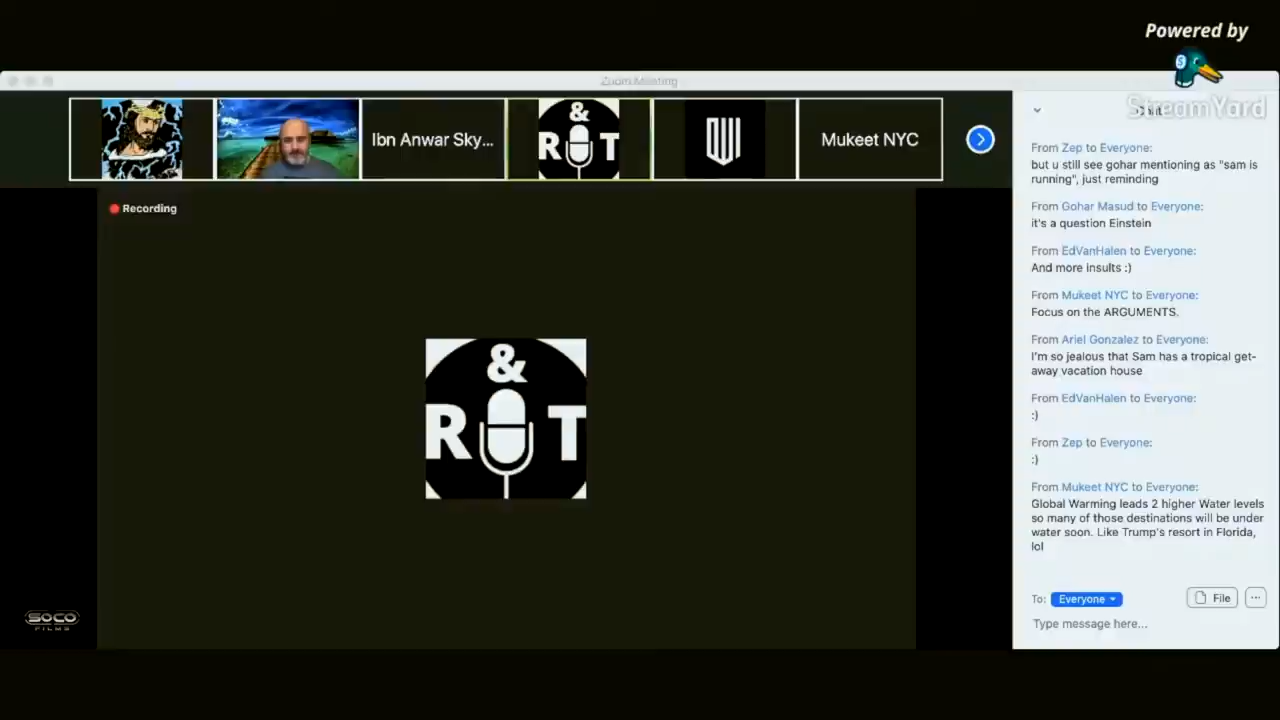 Powered by
StreamYard
Zoom Meeting
Ibn Anwar Sky...
&
R T
Mukeet NYC
Recording
&
R T
From Zep to Everyone:
but u still see gohar mentioning as "sam is
running", just reminding
From Gohar Masud to Everyone:
it's a question Einstein
From EdVanHalen to Everyone:
And more insults :)
From Mukeet NYC to Everyone:
Focus on the ARGUMENTS.
From Ariel Gonzalez to Everyone:
I'm so jealous that Sam has a tropical get-
away vacation house
From EdVanHalen to Everyone:
:)
From Zep to Everyone:
:)
From Mukeet NYC to Everyone:
Global Warming leads 2 higher Water levels
so many of those destinations will be under
water soon. Like Trump's resort in Florida,
lol
To: Everyone
File
...
Type message here...
SOCO
FILMS